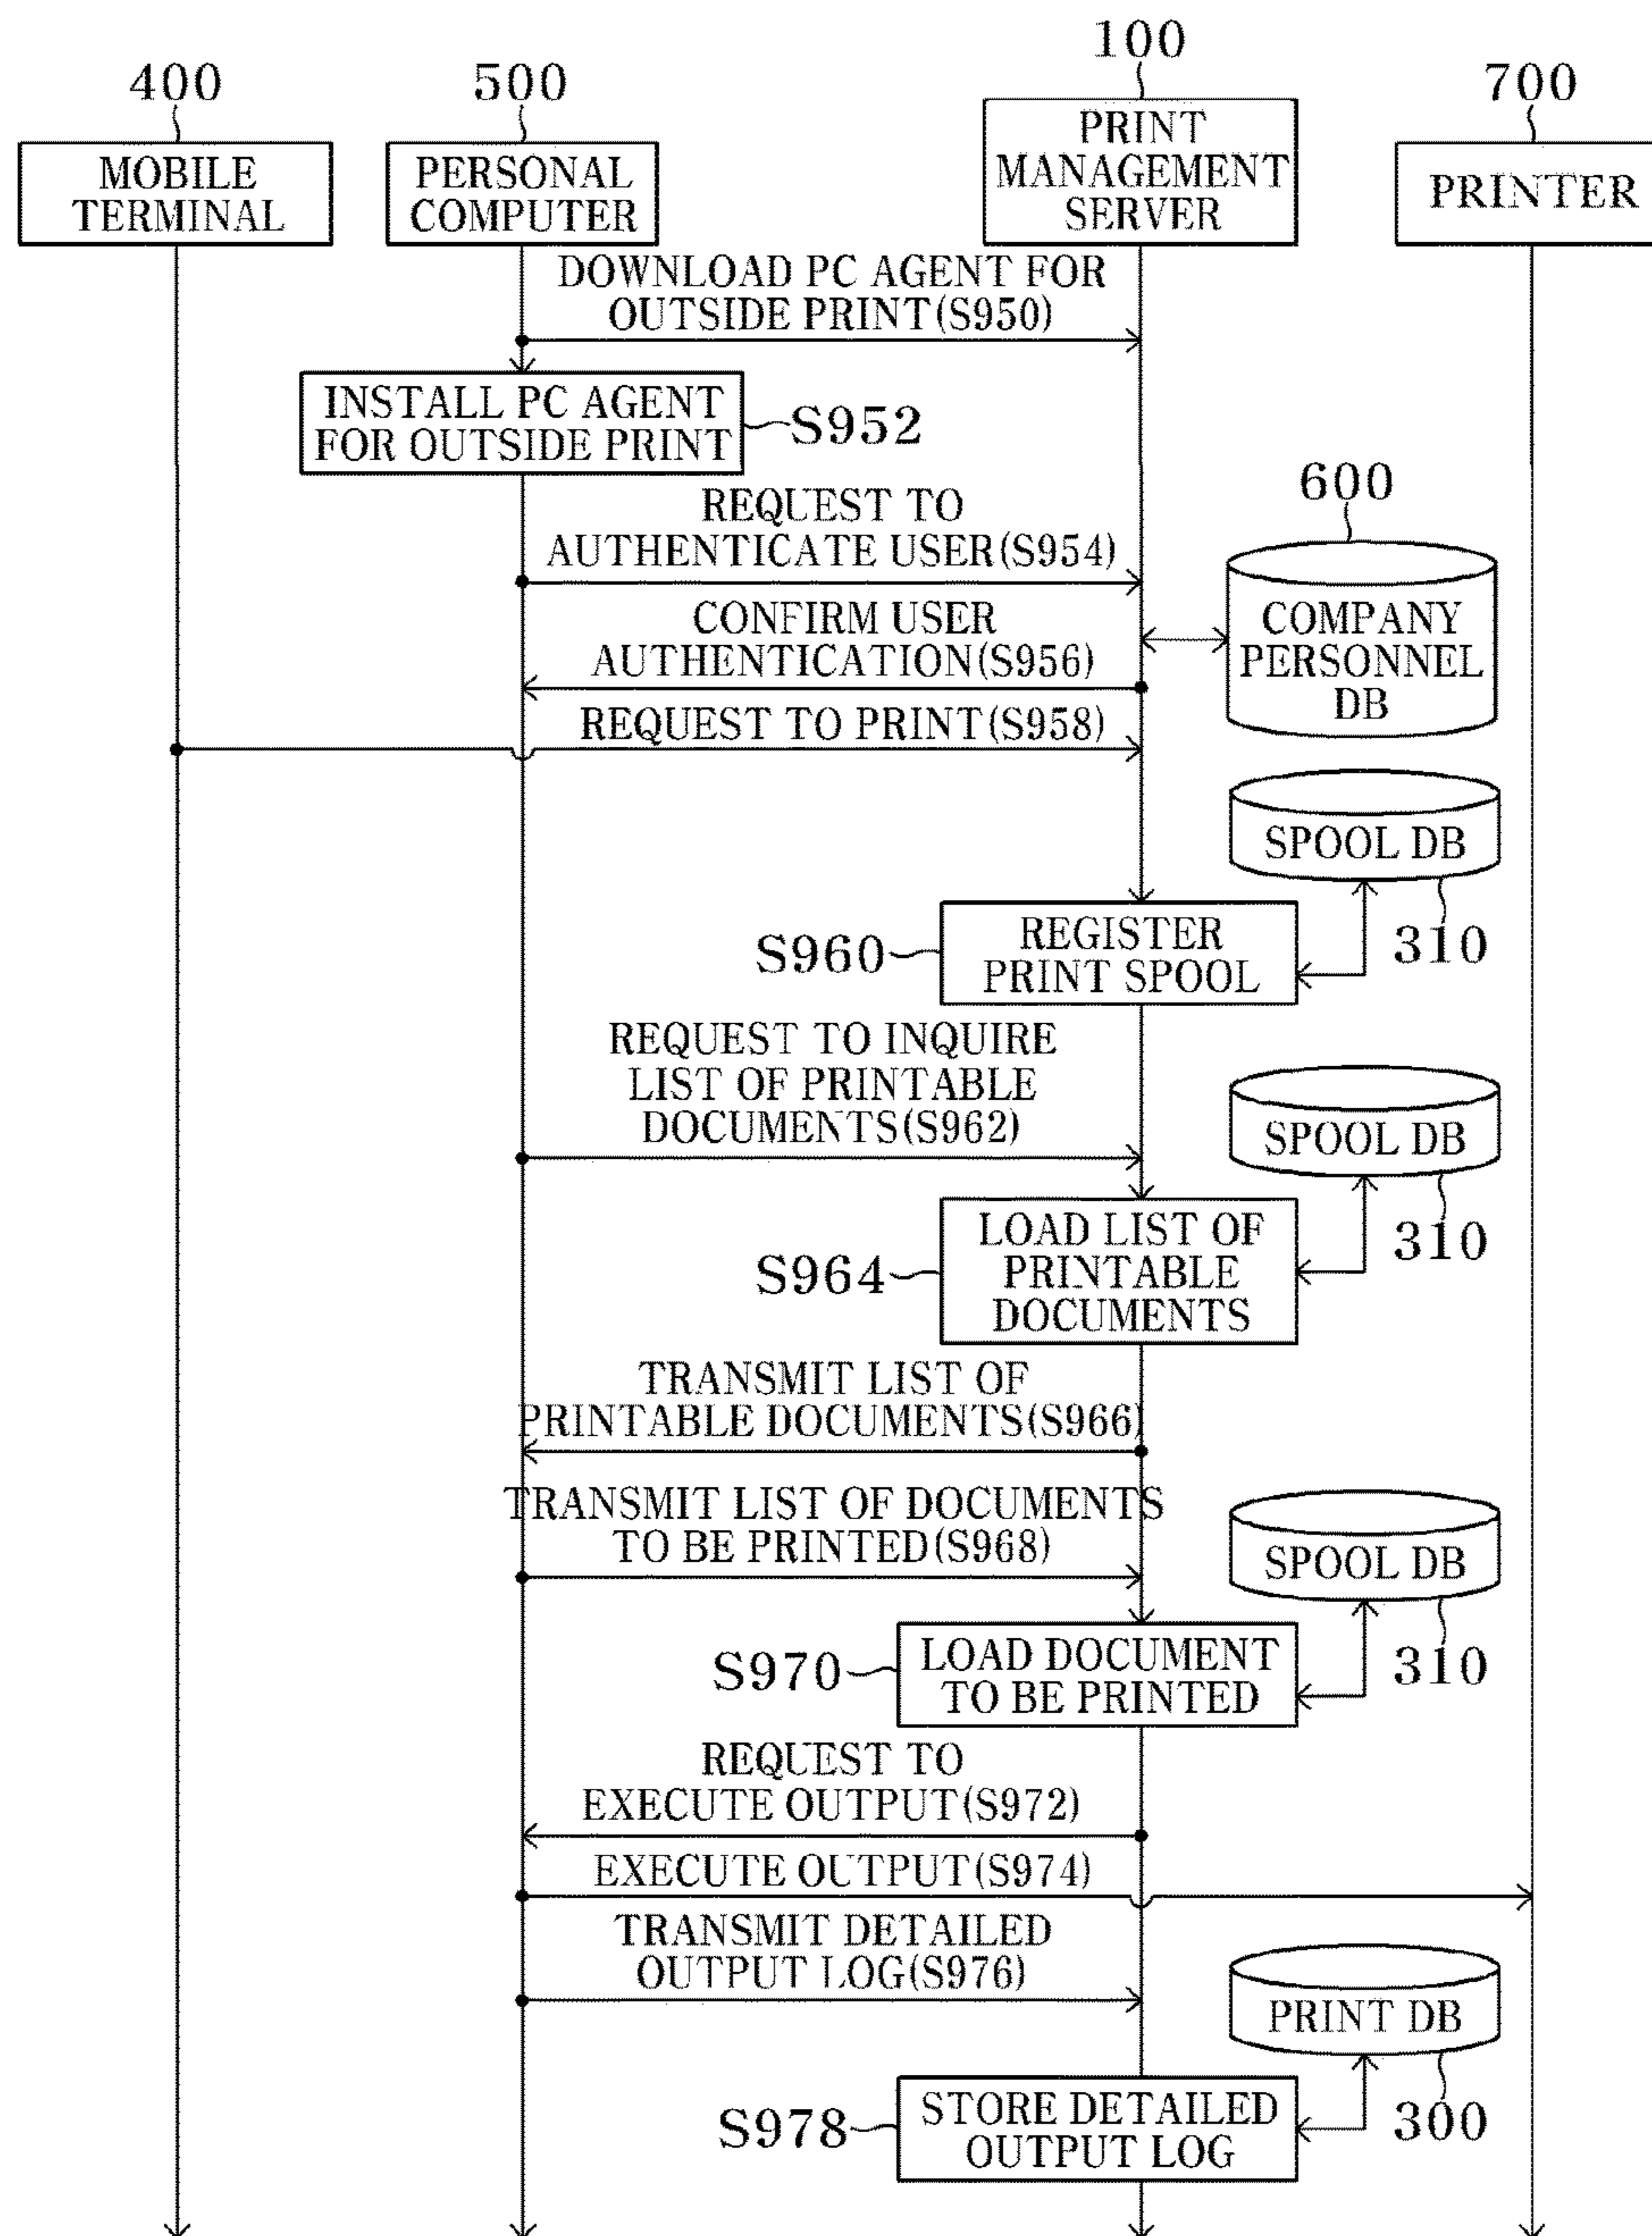 100
400
500
700
MOBILE
TERMINAL
PERSONAL
COMPUTER
PRINT
MANAGEMENT
SERVER
PRINTER
DOWNLOAD PC AGENT FOR
OUTSIDE PRINT(S950)
INSTALL PC AGENT
FOR OUTSIDE PRINT
S952
REQUEST TO
AUTHENTICATE USER(S954)
600
COMPANY
PERSONNEL
DB
CONFIRM USER
AUTHENTICATION(S956)
REQUEST TO PRINT(S958)
SPOOL DB
310
S960
REGISTER
PRINT SPOOL
REQUEST TO INQUIRE
LIST OF PRINTABLE
DOCUMENTS(S962)
SPOOL DB
310
S964
LOAD LIST OF
PRINTABLE
DOCUMENTS
TRANSMIT LIST OF
PRINTABLE DOCUMENTS(S966)
TRANSMIT LIST OF DOCUMENTS
TO BE PRINTED(S968)
SPOOL DB
310
S970
LOAD DOCUMENT
TO BE PRINTED
REQUEST TO
EXECUTE OUTPUT(S972)
EXECUTE OUTPUT(S974)
TRANSMIT DETAILED
OUTPUT LOG(S976)
PRINT DB
300
S978
STORE DETAILED
OUTPUT LOG